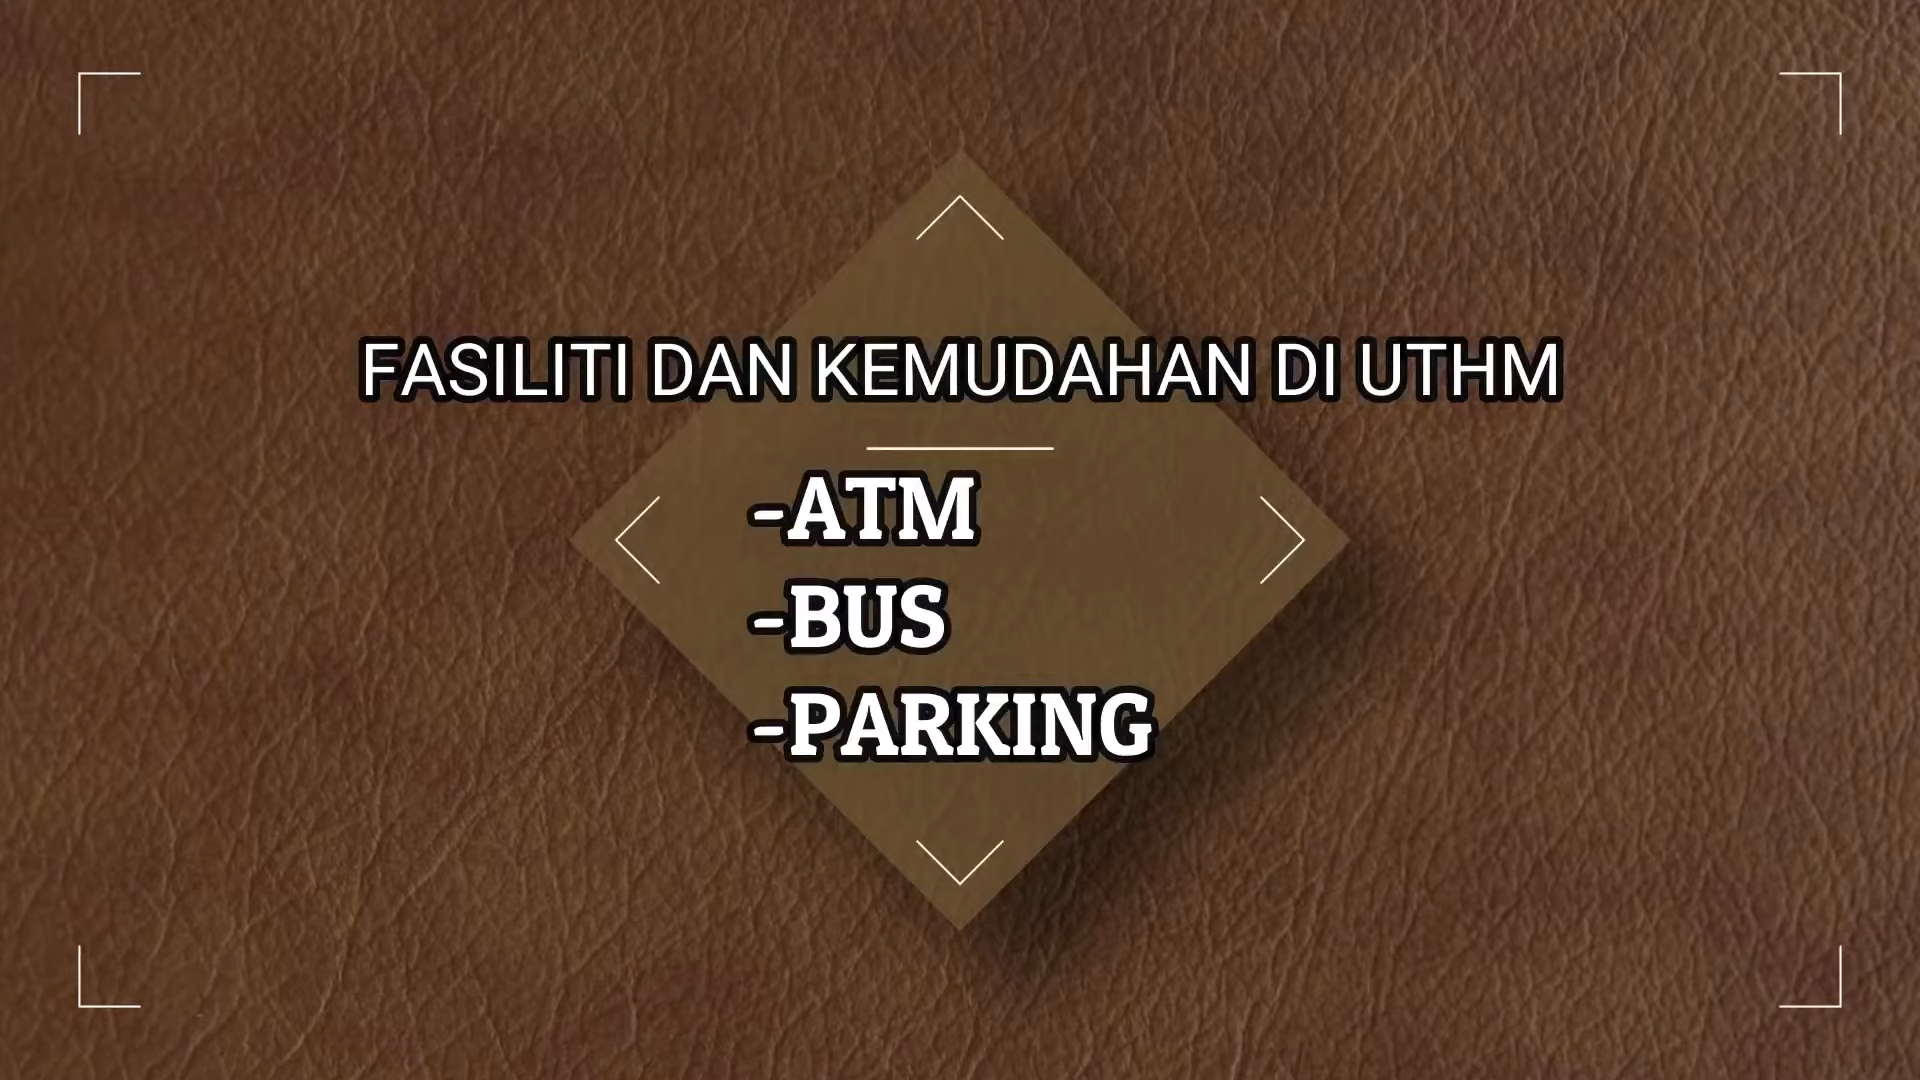 FASILITI DAN KEMUDAHAN DI UTHM
-ATM
-BUS
-PARKING